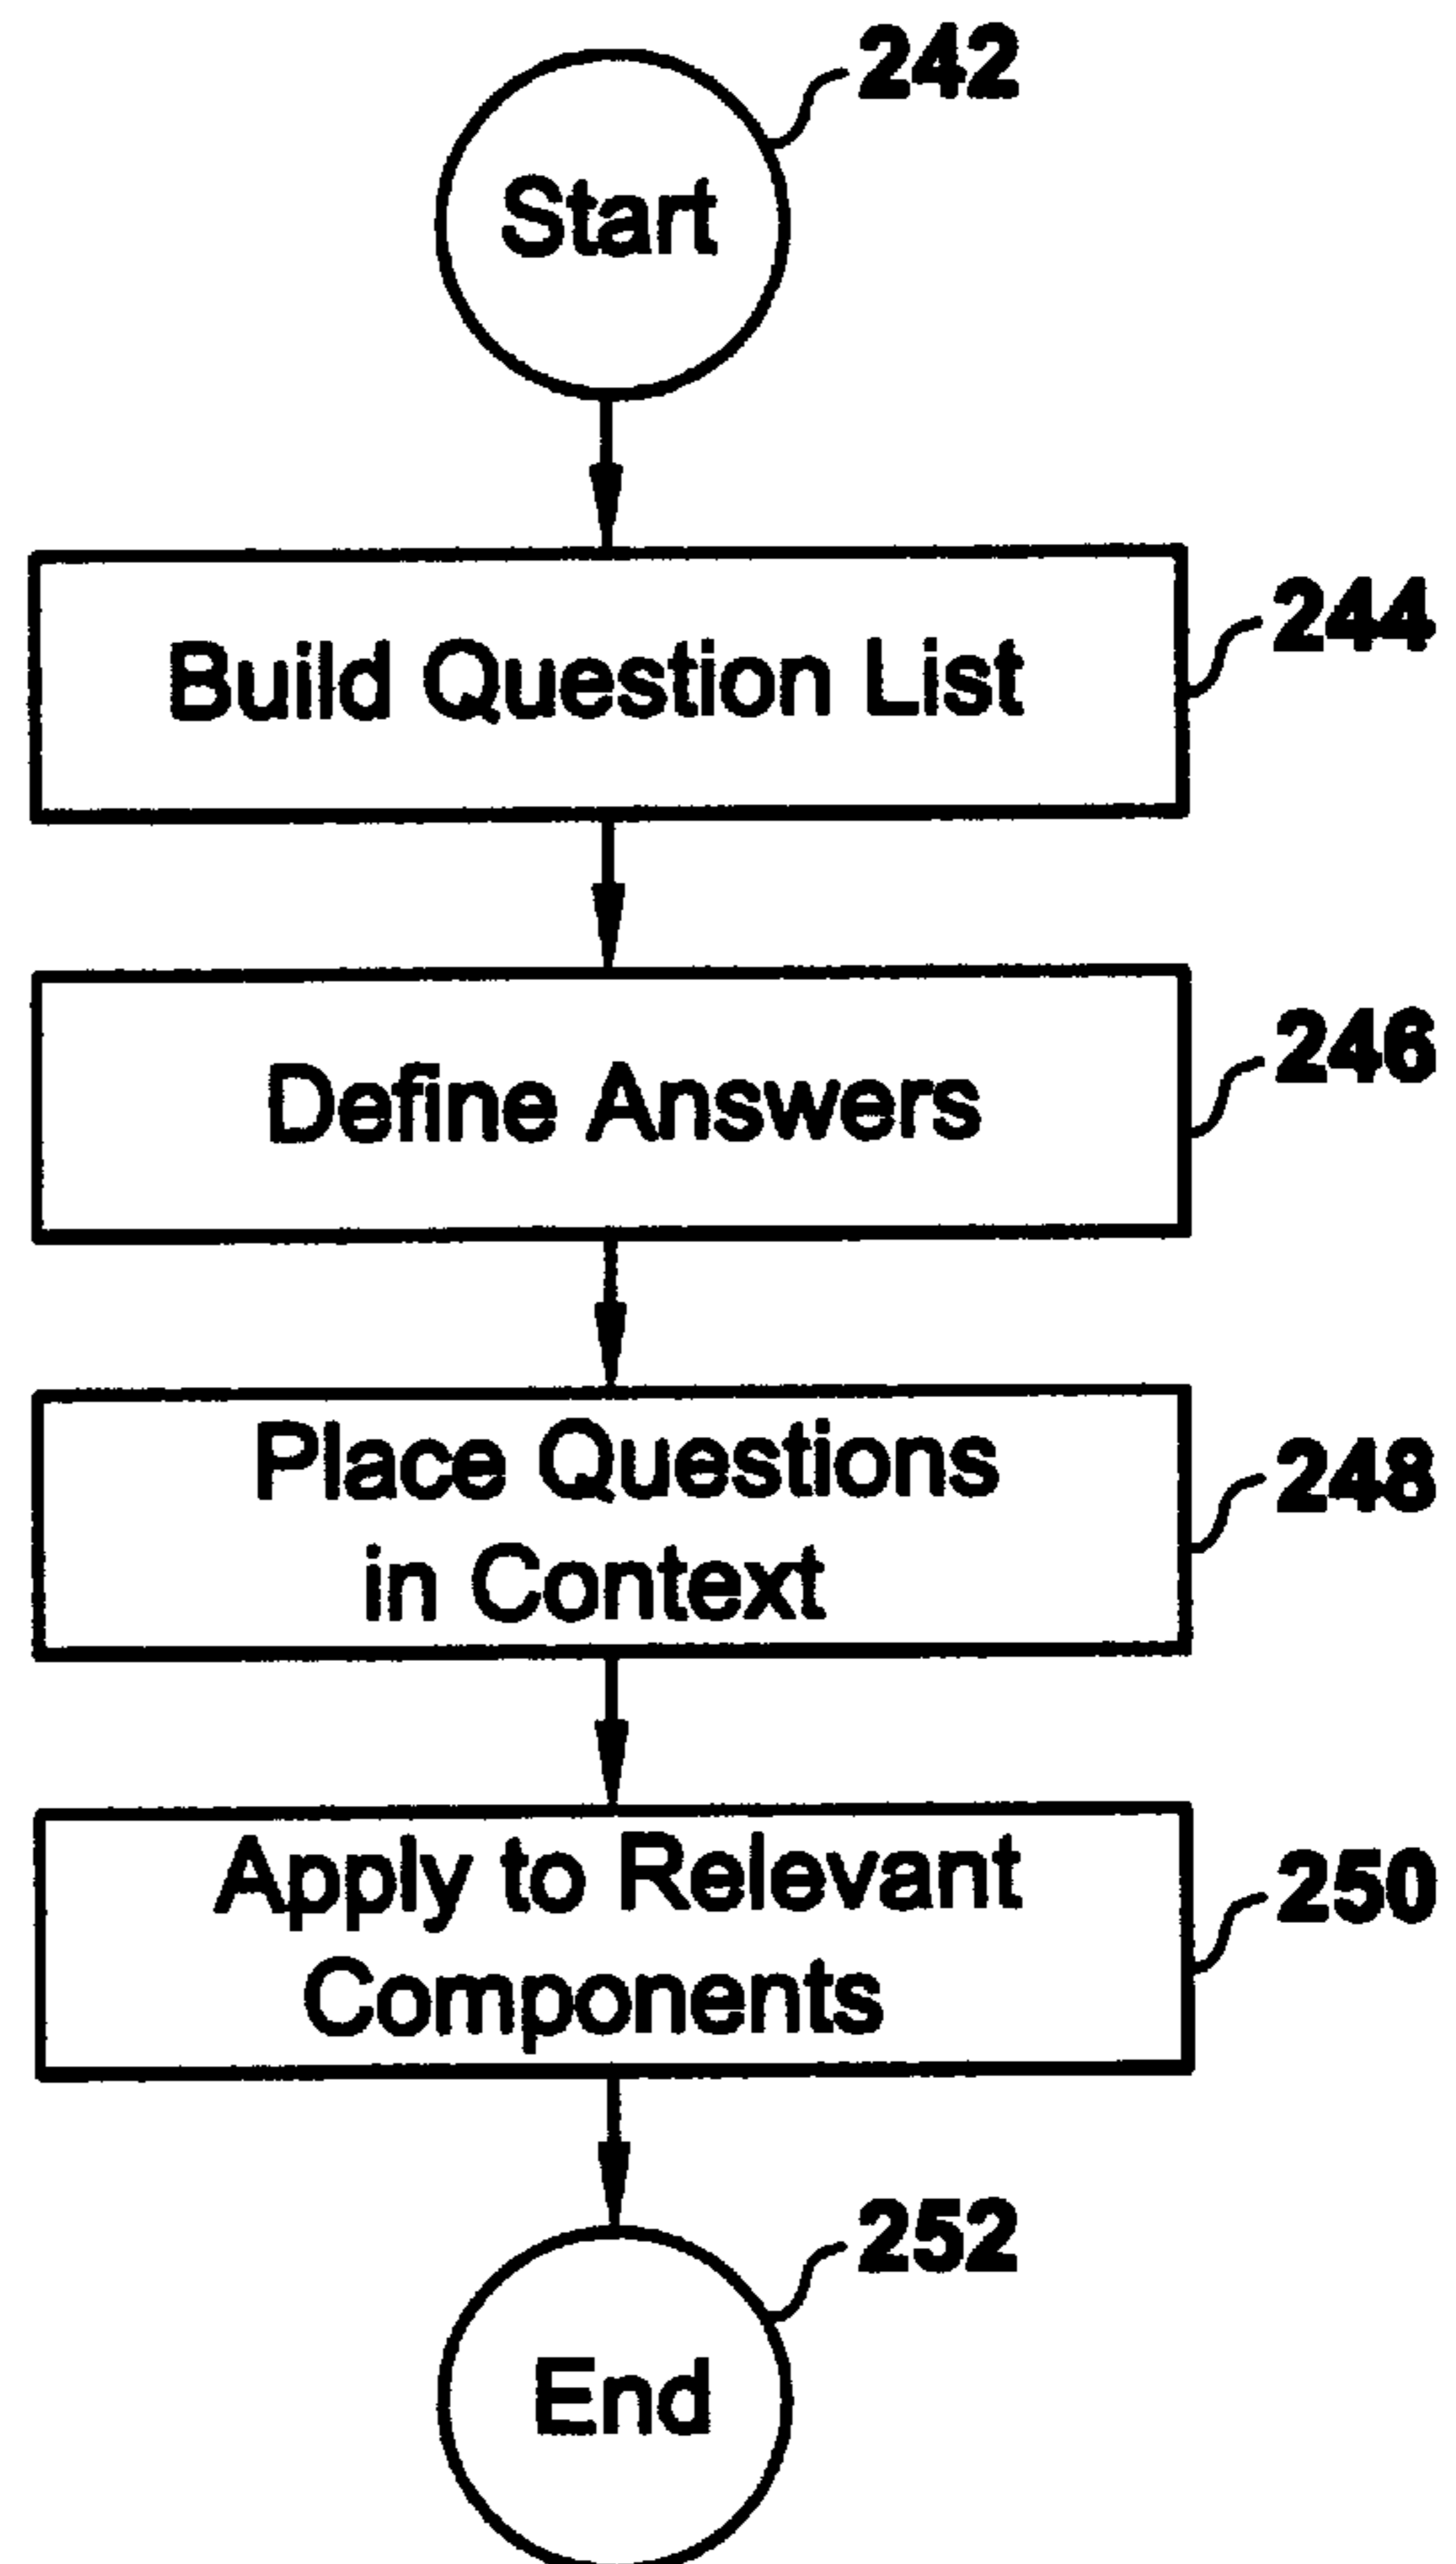 242
Start
Build Question List
244
Define Answers
246
Place Questions
in Context
248
Apply to Relevant
Components
250
252
End